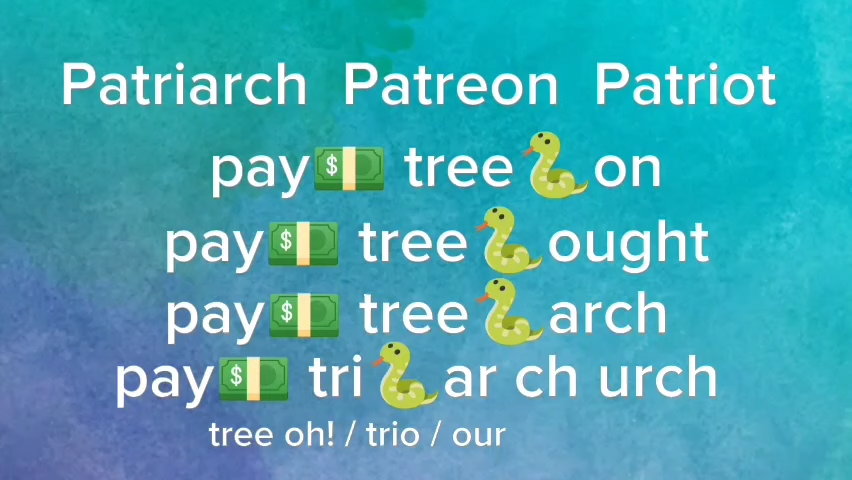 Patriarch Patreon Patriot
pay💵 tree🐍on
pay💵 tree🐍ought
pay💵 tree🐍arch
pay💵 tri🐍ar ch urch
tree oh! / trio / our